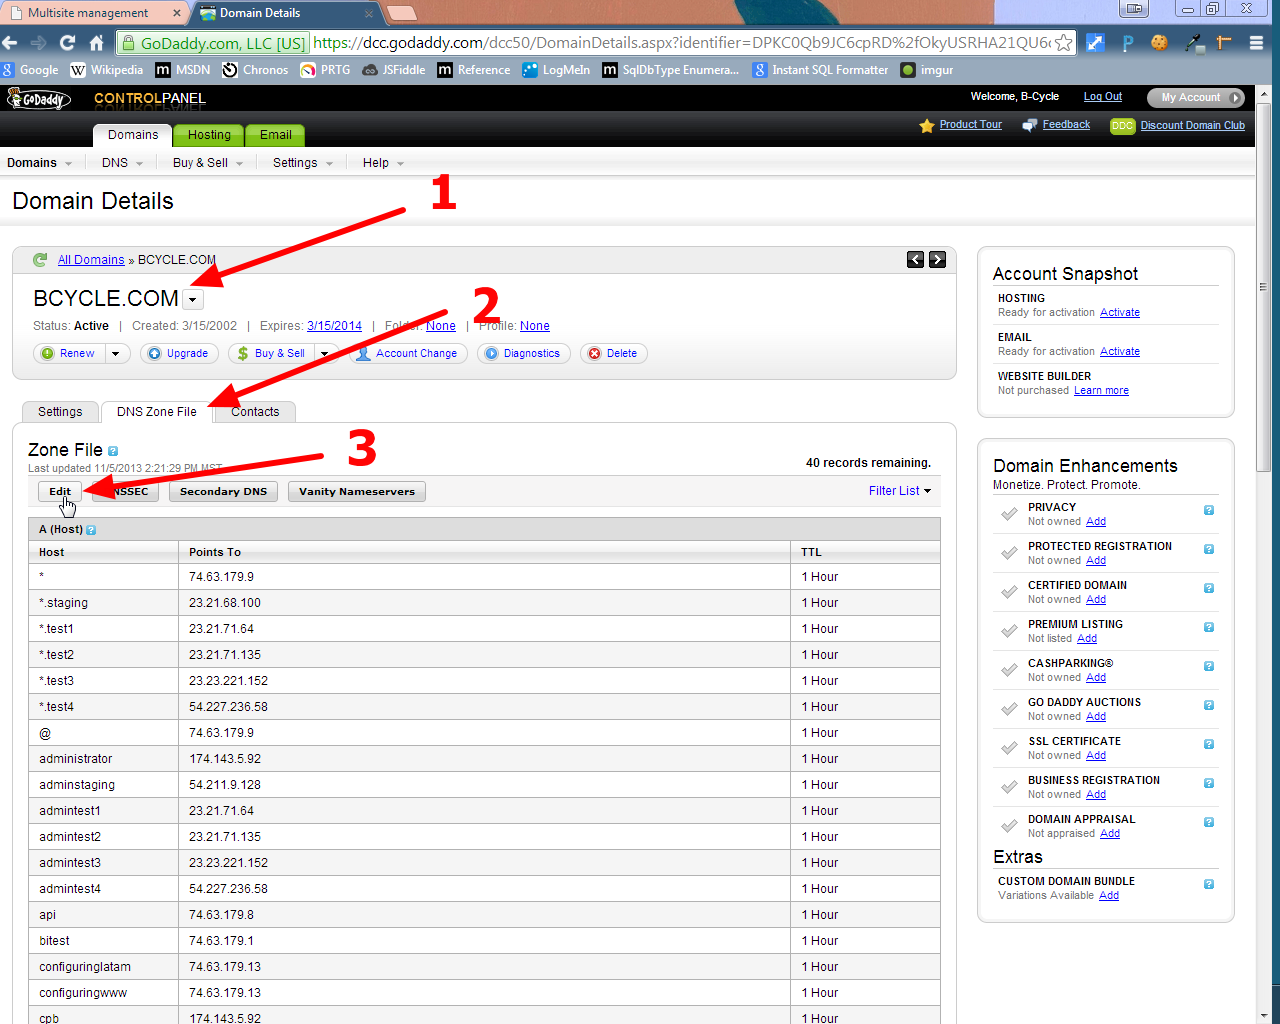 Multisite management
Domain Details
GoDaddy.com, LLC [US] https://dcc.godaddy.com/dcc50/DomainDetails.aspx?identifier=DPKC0Qb9JC6cpRD%2fOkyUSRHA21QU6
Google Wikipedia MSDN Chronos PRTG JSFiddle Reference LogMeIn SqlDbType Enumera... Instant SQL Formatter imgur
GoDaddy CONTROLPANEL
Welcome, B-Cycle Log Out My Account
Domains Hosting Email
Product Tour Feedback DDC Discount Domain Club
Domains DNS Buy & Sell Settings Help
Domain Details
1
All Domains » BCYCLE.COM
BCYCLE.COM
2
Status: Active | Created: 3/15/2002 | Expires: 3/15/2014 | Folder: None | Profile: None
Renew Upgrade Buy & Sell Account Change Diagnostics Delete
Settings DNS Zone File Contacts
3
Zone File
Last updated 11/5/2013 2:21:29 PM MST
40 records remaining.
Edit DNSSEC Secondary DNS Vanity Nameservers
Filter List
A (Host)
Host Points To TTL
* 74.63.179.9 1 Hour
*.staging 23.21.68.100 1 Hour
*.test1 23.21.71.64 1 Hour
*.test2 23.21.71.135 1 Hour
*.test3 23.23.221.152 1 Hour
*.test4 54.227.236.58 1 Hour
@ 74.63.179.9 1 Hour
administrator 174.143.5.92 1 Hour
adminstaging 54.211.9.128 1 Hour
admintest1 23.21.71.64 1 Hour
admintest2 23.21.71.135 1 Hour
admintest3 23.23.221.152 1 Hour
admintest4 54.227.236.58 1 Hour
api 74.63.179.8 1 Hour
bitest 74.63.179.1 1 Hour
configuringlatam 74.63.179.13 1 Hour
configuringwww 74.63.179.13 1 Hour
cpb 174.143.5.92 1 Hour
Account Snapshot
HOSTING
Ready for activation Activate
EMAIL
Ready for activation Activate
WEBSITE BUILDER
Not purchased Learn more
Domain Enhancements
Monetize. Protect. Promote.
PRIVACY
Not owned Add
PROTECTED REGISTRATION
Not owned Add
CERTIFIED DOMAIN
Not owned Add
PREMIUM LISTING
Not listed Add
CASHPARKING®
Not owned Add
GO DADDY AUCTIONS
Not owned Add
SSL CERTIFICATE
Not owned Add
BUSINESS REGISTRATION
Not owned Add
DOMAIN APPRAISAL
Not appraised Add
Extras
CUSTOM DOMAIN BUNDLE
Variations Available Add